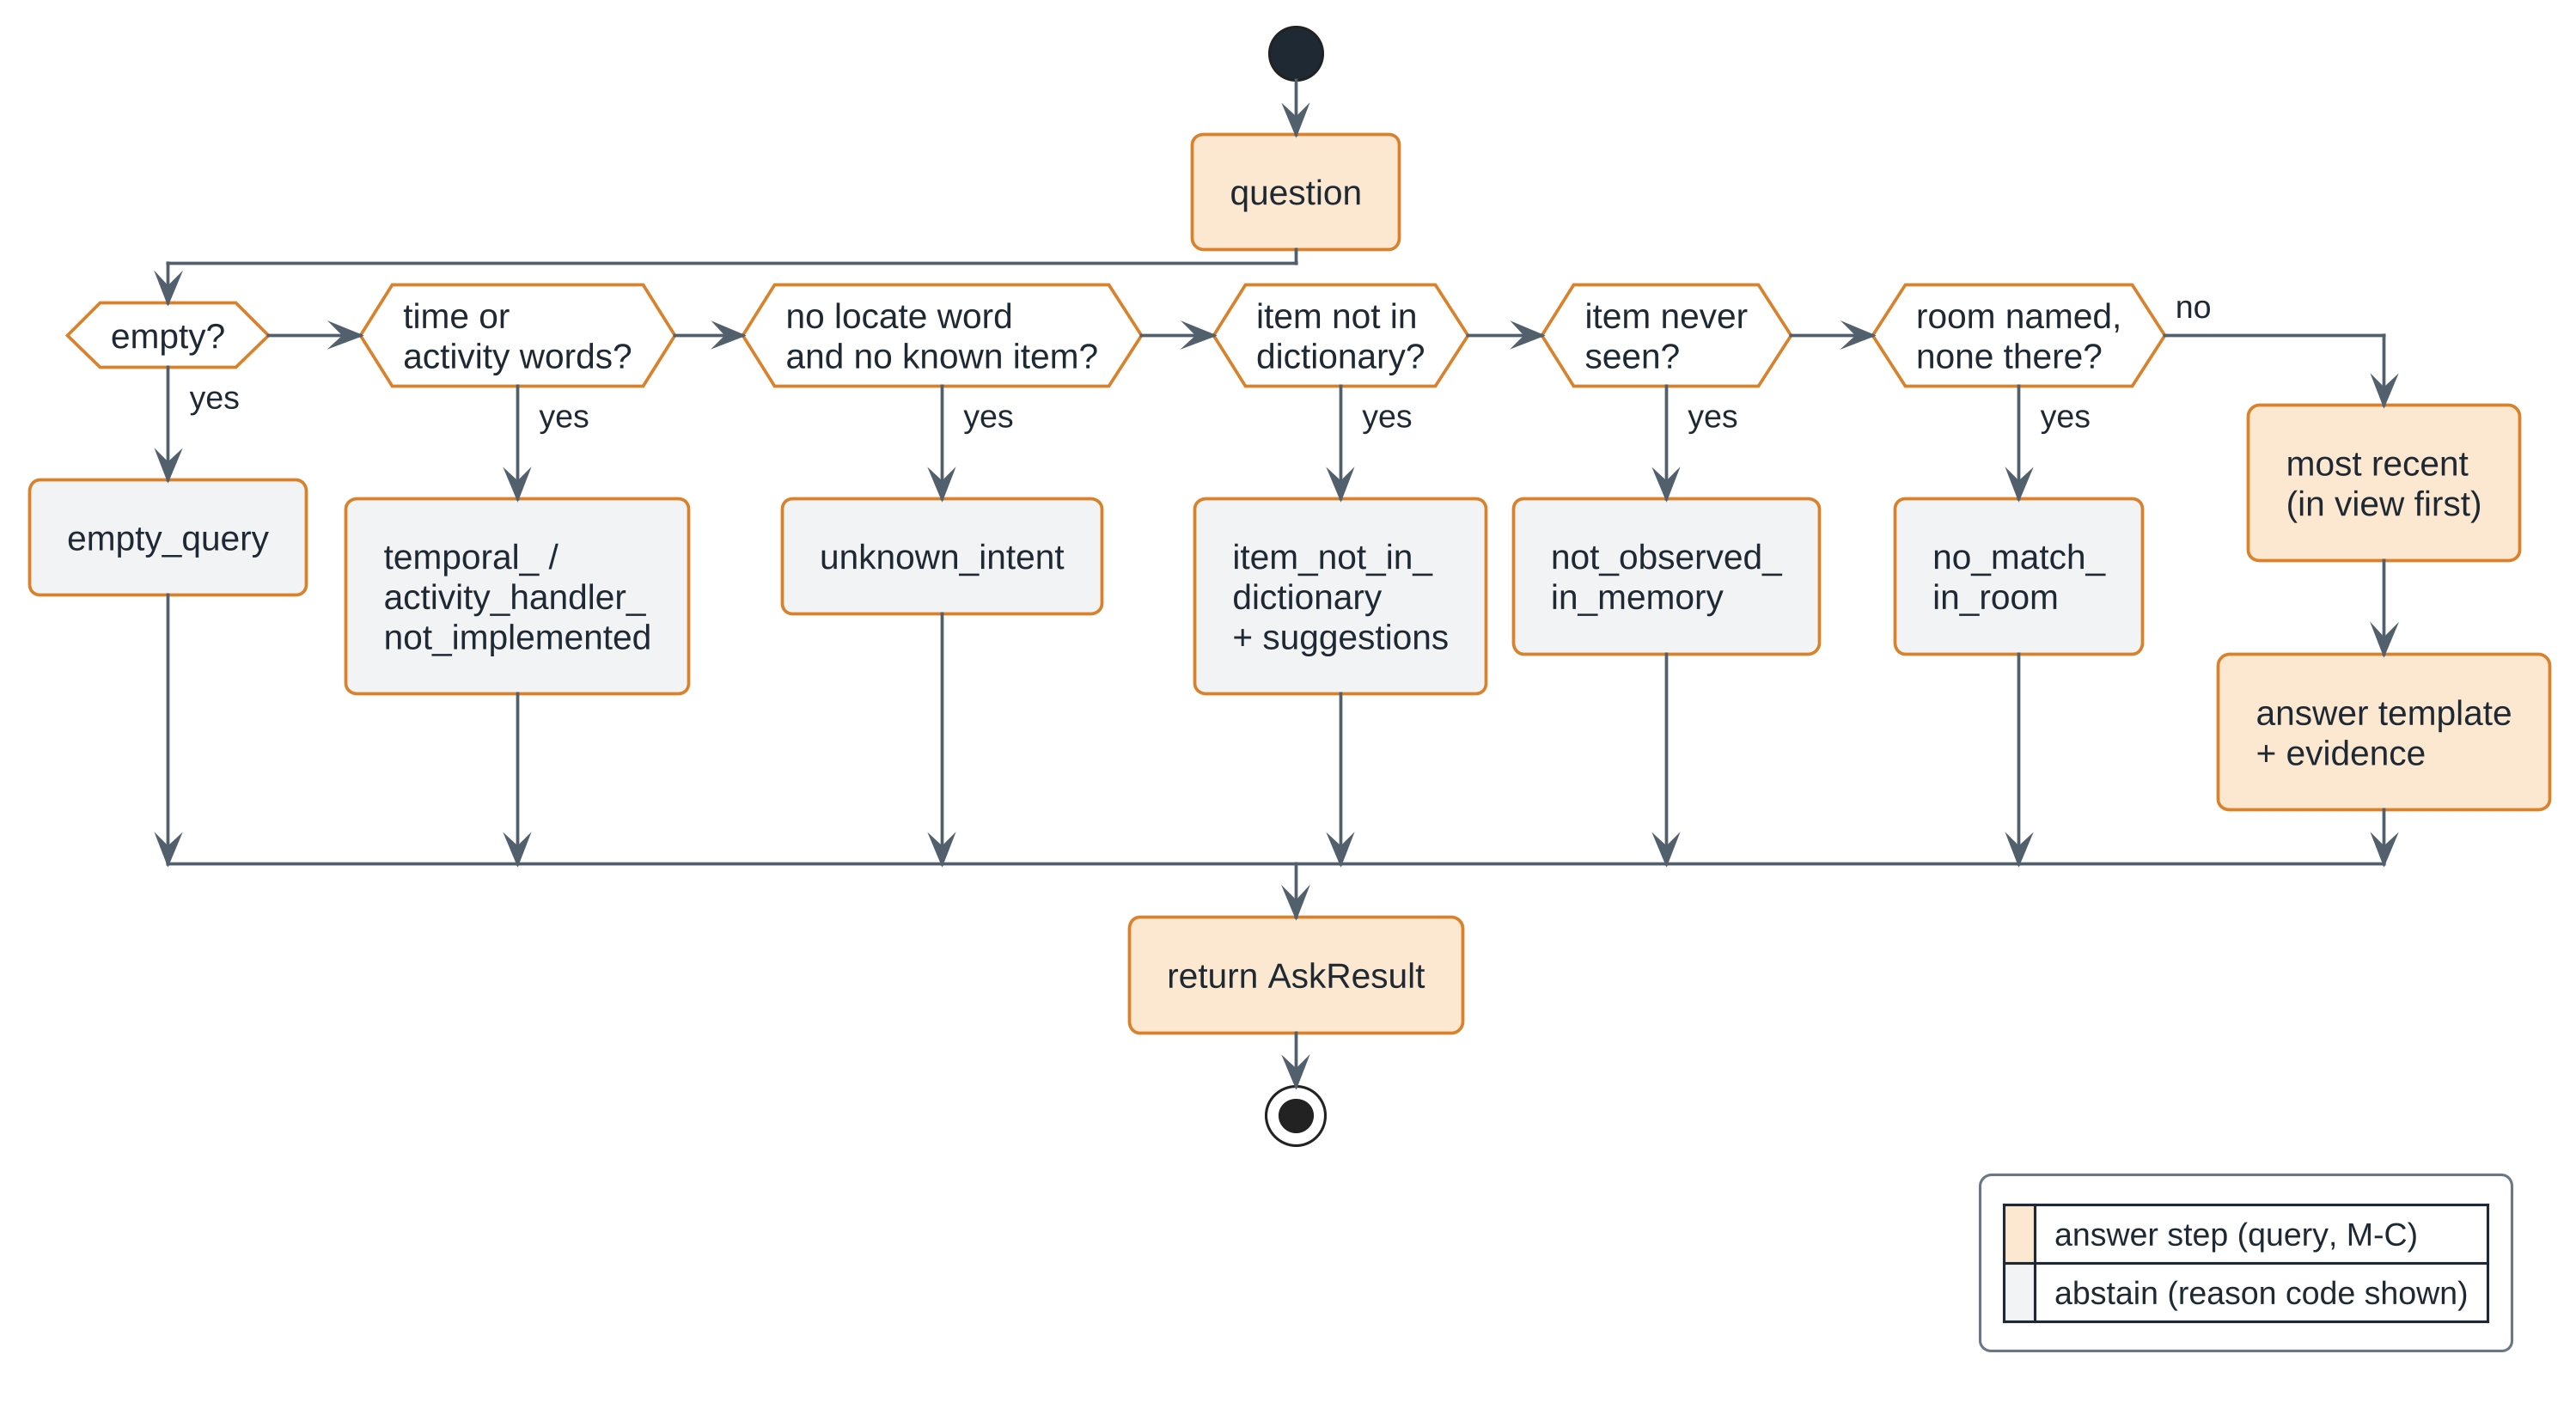 question
empty?
time or
activity words?
no locate word
and no known item?
item not in
dictionary?
item never
seen?
room named,
none there?
no
yes
yes
yes
yes
yes
yes
empty_query
temporal_ /
activity_handler_
not_implemented
unknown_intent
item_not_in_
dictionary
+ suggestions
not_observed_
in_memory
no_match_
in_room
most recent
(in view first)
answer template
+ evidence
return AskResult
answer step (query, M-C)
abstain (reason code shown)